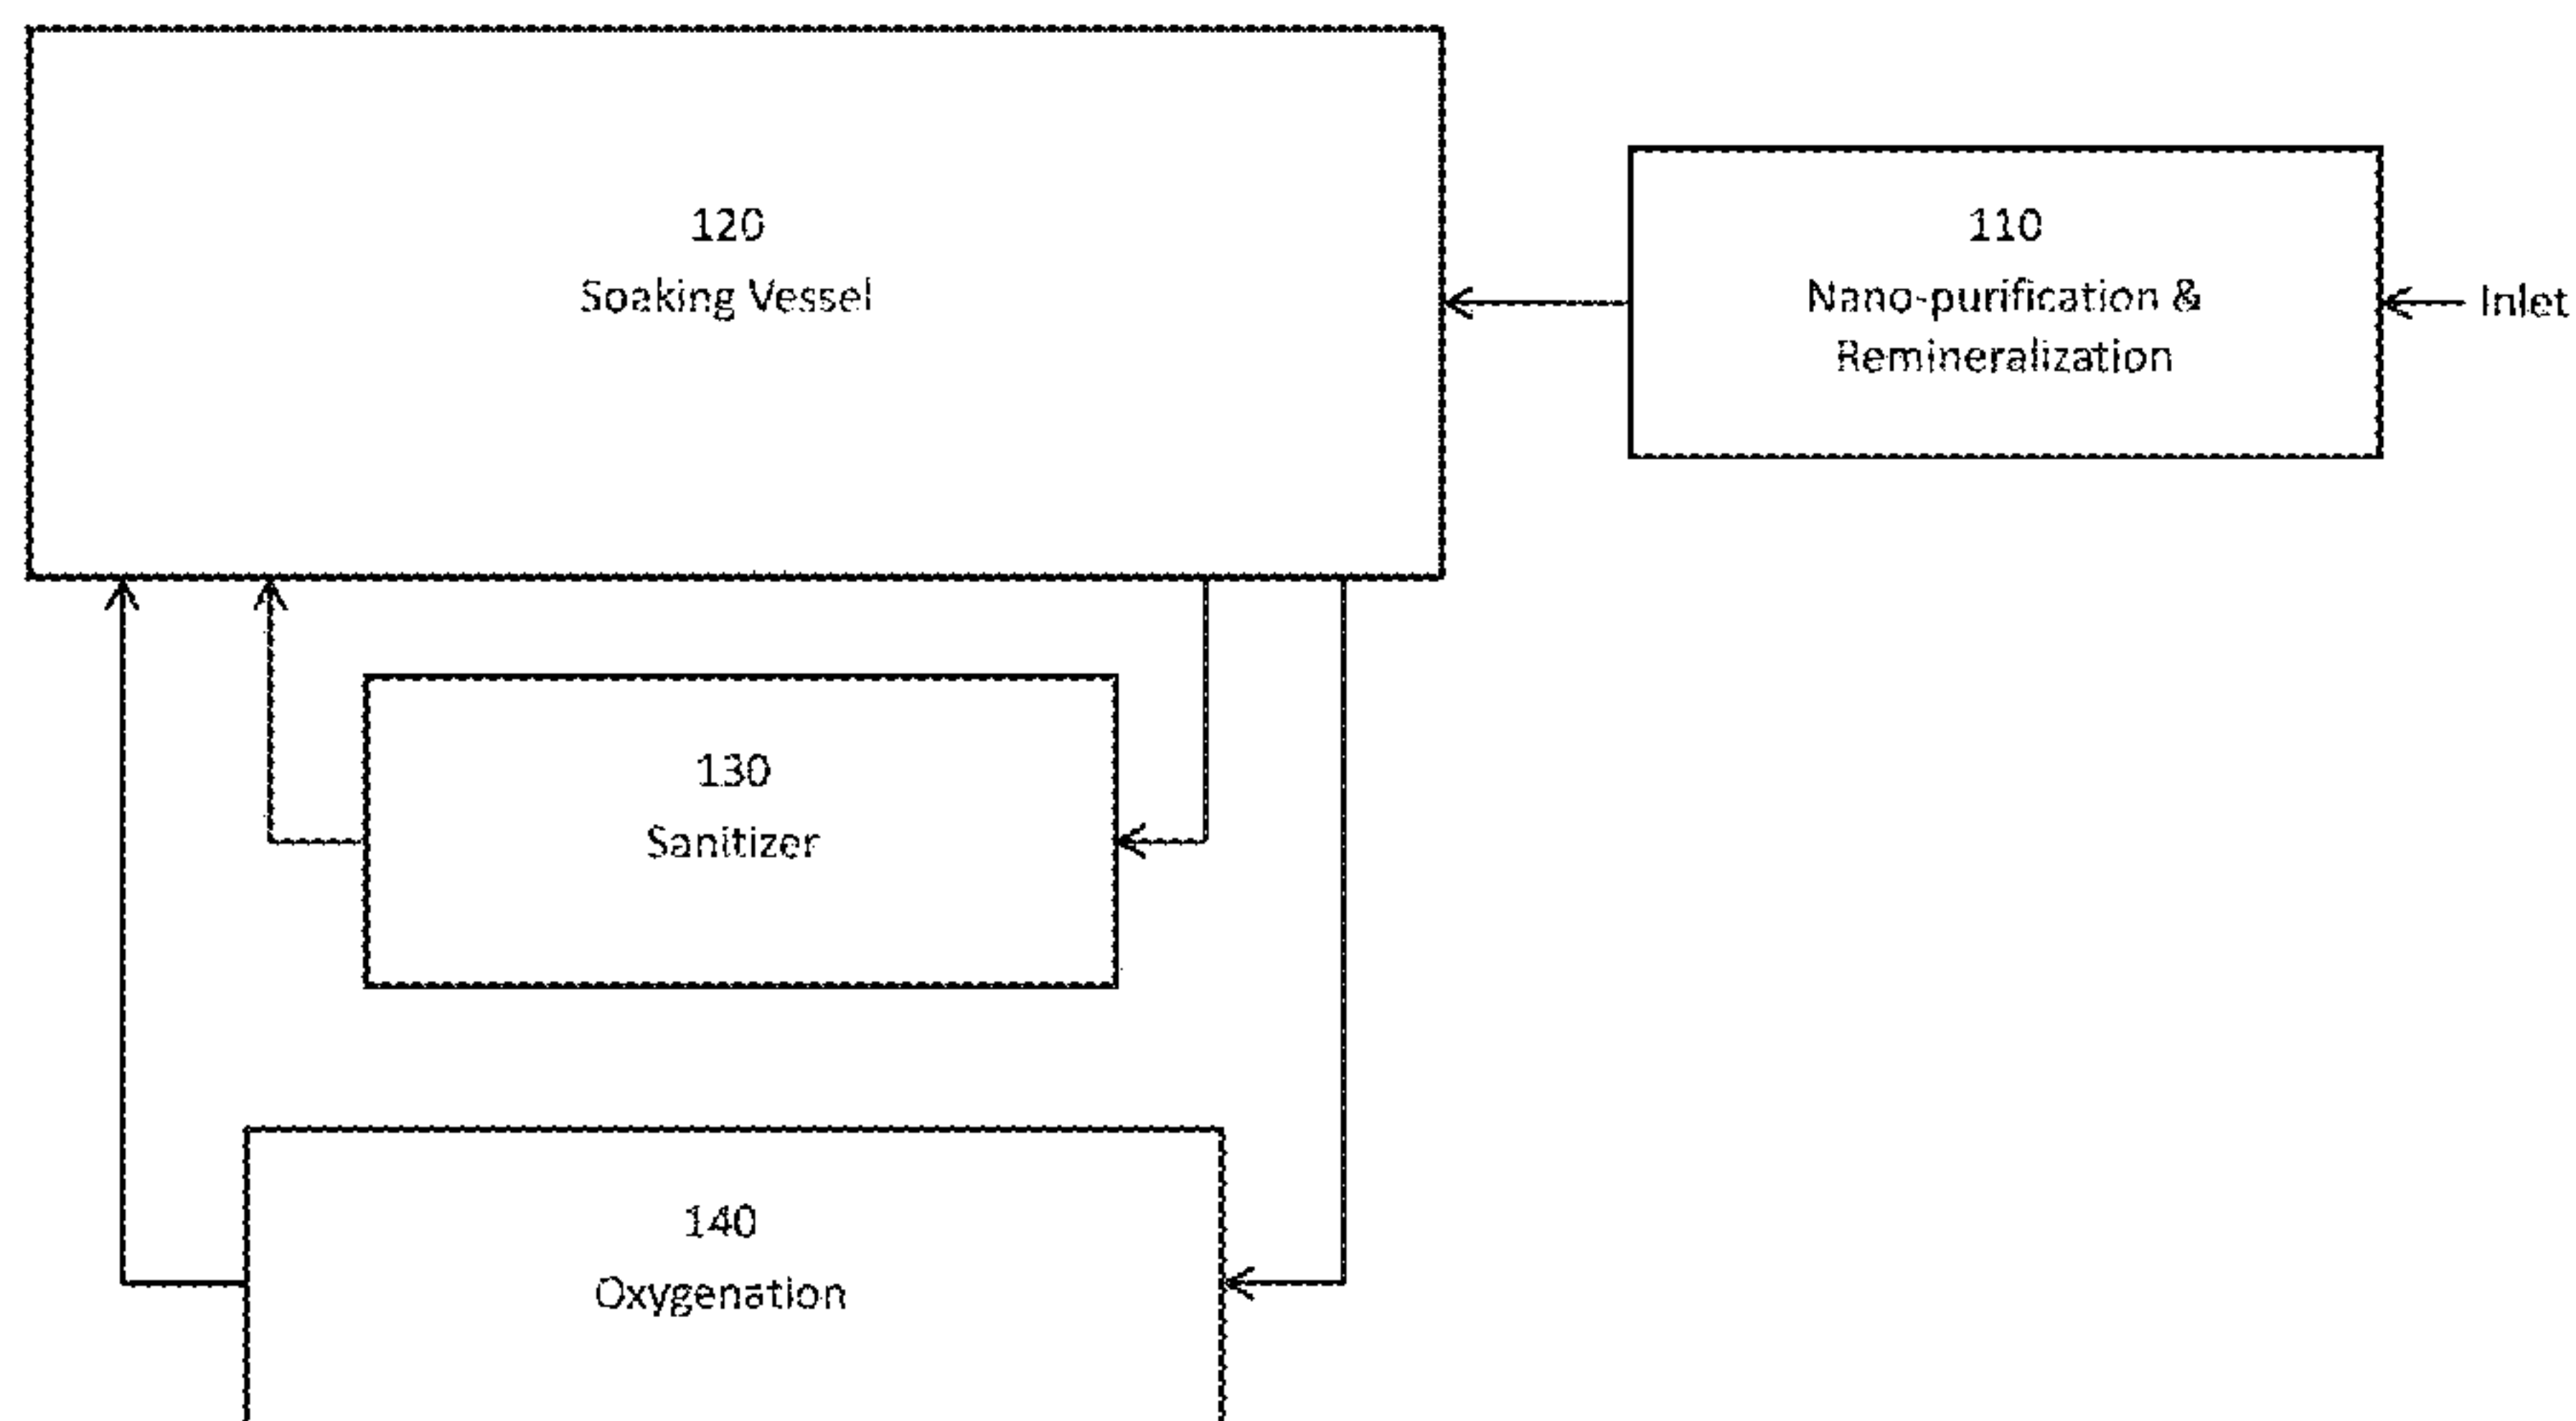 120
Soaking Vessel
110
Nano-purification &
Remineralization
Inlet
130
Sanitizer
140
Oxygenation